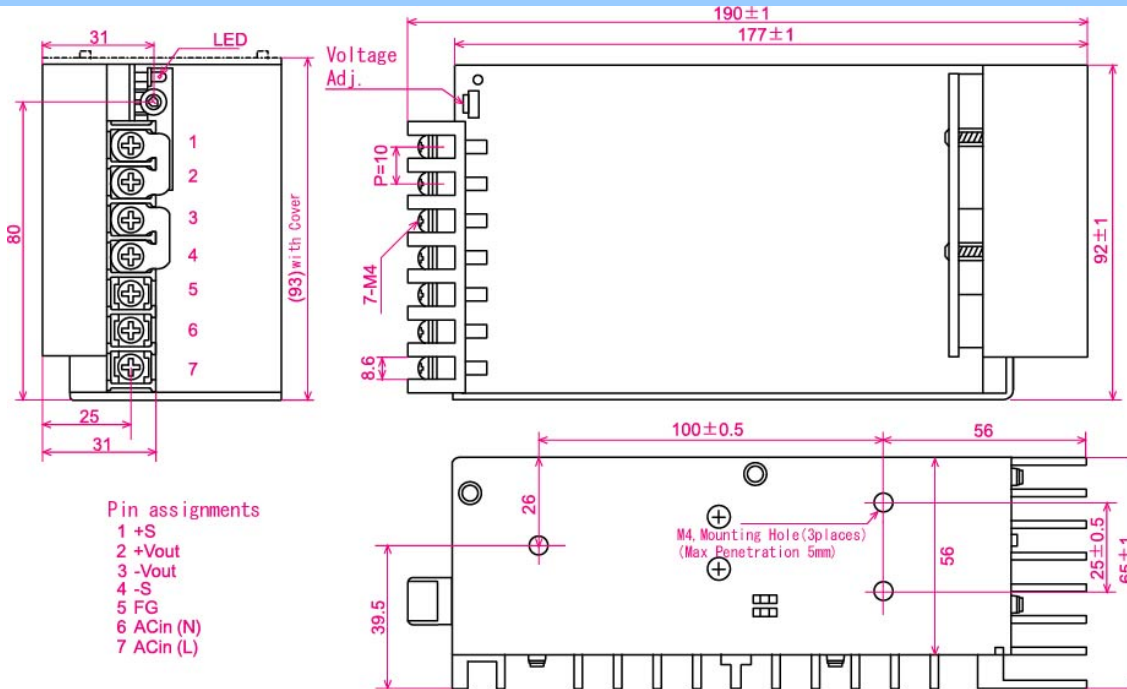 190±1
177±1
31
LED
Voltage
Adj.
1
2
3
4
5
6
7
80
(93)with Cover
P=10
7-M4
8.6
92±1
25
31
100±0.5
56
26
M4,Mounting Hole(3places)
(Max Penetration 5mm)
56
25±0.5
65±1
39.5
Pin assignments
1 +S
2 +Vout
3 -Vout
4 -S
5 FG
6 ACin (N)
7 ACin (L)